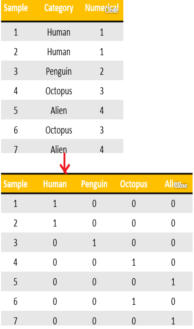 Sample Category Numerical
1 Human 1
2 Human 1
3 Penguin 2
4 Octopus 3
5 Alien 4
6 Octopus 3
7 Alien 4
Sample Human Penguin Octopus Alien
1 1 0 0 0
2 1 0 0 0
3 0 1 0 0
4 0 0 1 0
5 0 0 0 1
6 0 0 1 0
7 0 0 0 1